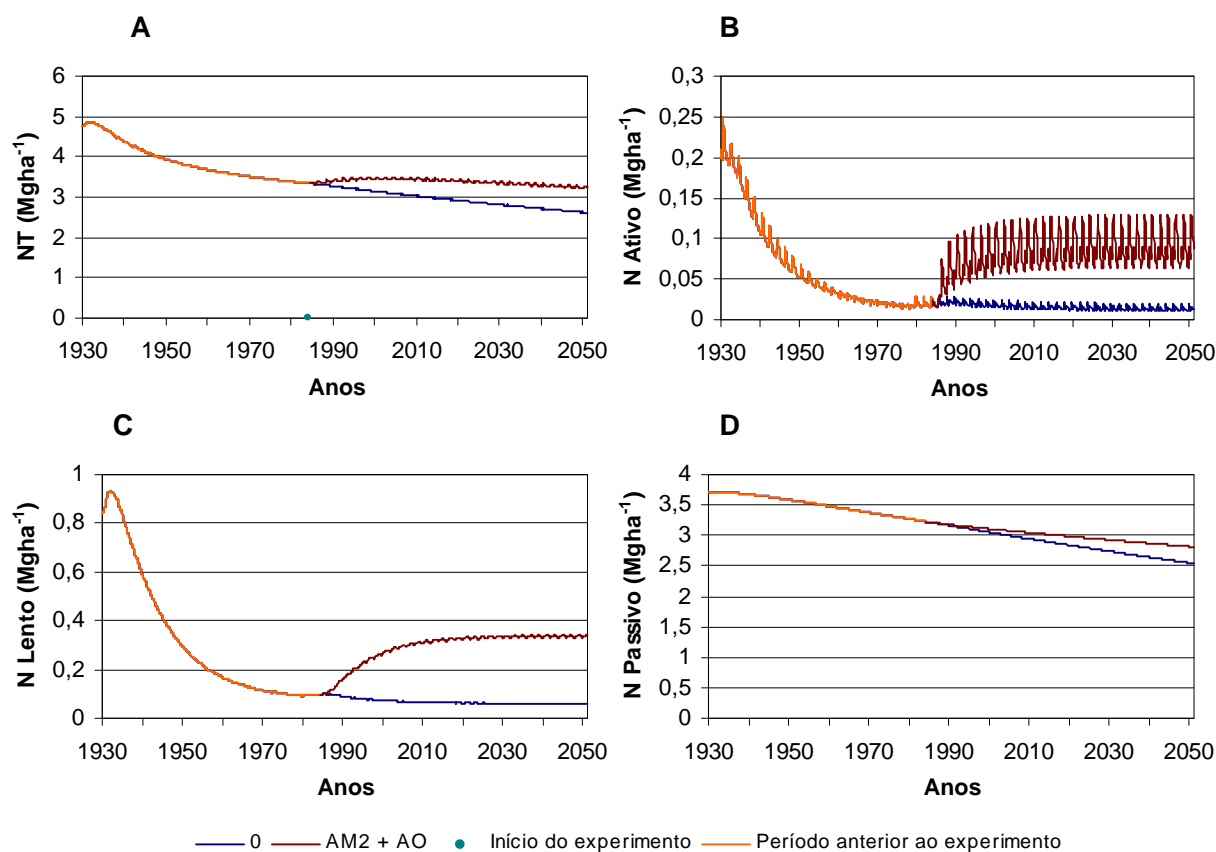 A
NT (Mgha-1)
6
5
4
3
2
1
0
1930 1950 1970 1990 2010 2030 2050
Anos
B
N Ativo (Mgha-1)
0,3
0,25
0,2
0,15
0,1
0,05
0
1930 1950 1970 1990 2010 2030 2050
Anos
C
N Lento (Mgha-1)
1
0,8
0,6
0,4
0,2
0
1930 1950 1970 1990 2010 2030 2050
Anos
D
N Passivo (Mgha-1)
4
3,5
3
2,5
2
1,5
1
0,5
0
1930 1950 1970 1990 2010 2030 2050
Anos
0 AM2 + AO Início do experimento Período anterior ao experimento